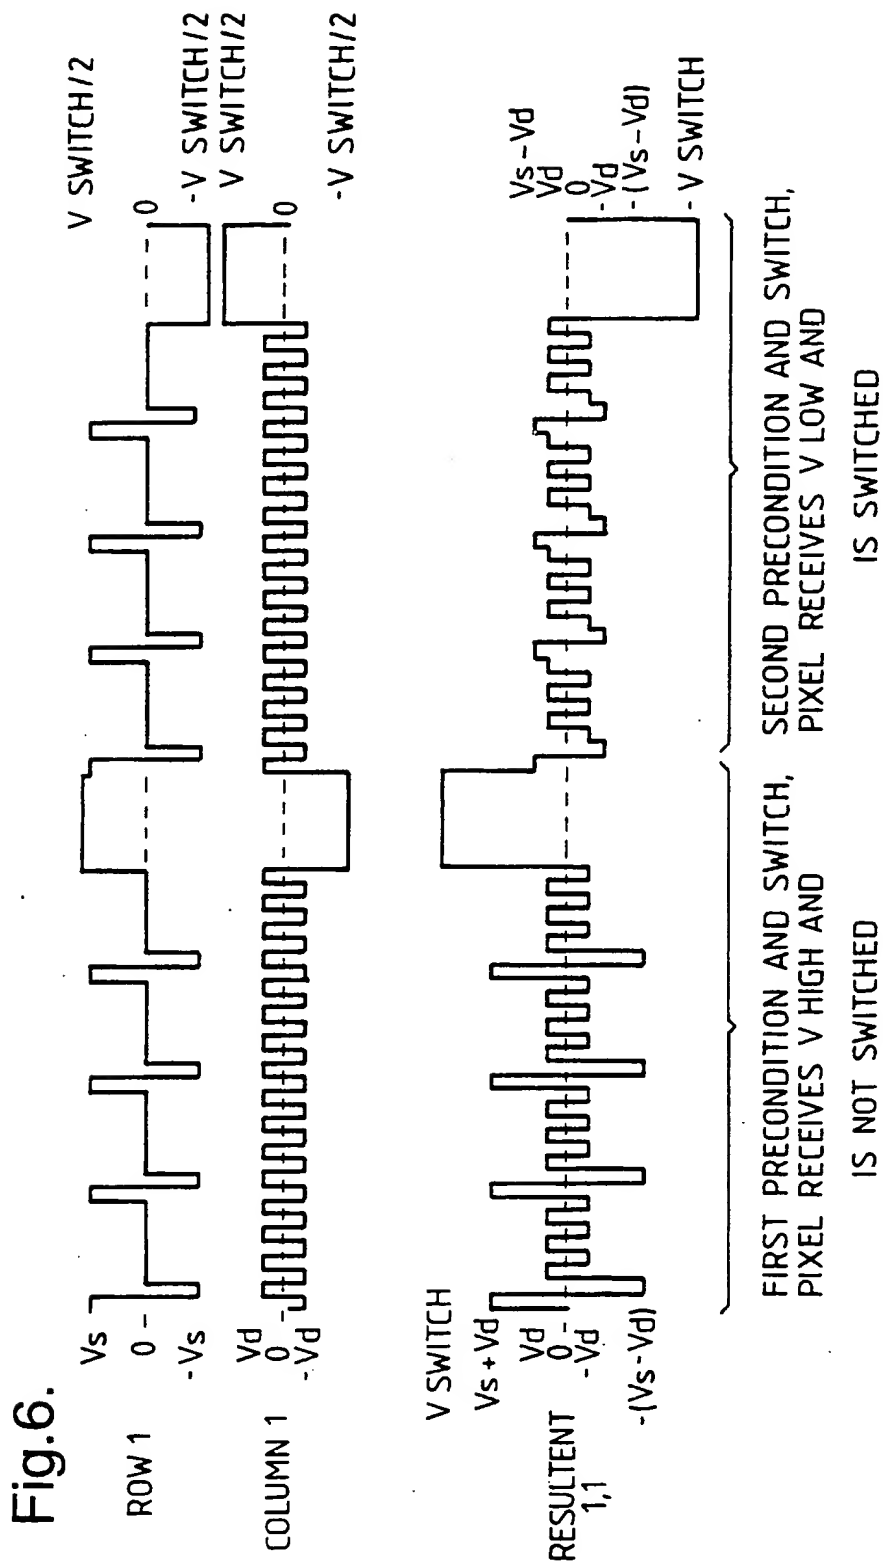 Fig.6.
V SWITCH/2
Vs
0
-Vs
ROW 1
0
-V SWITCH/2
V SWITCH/2
Vd
0
-Vd
COLUMN 1
0
-V SWITCH/2
V SWITCH
Vs+Vd
Vd
0
-Vd
-(Vs-Vd)
RESULTENT
1,1
Vs-Vd
Vd
0
-Vd
-(Vs-Vd)
-V SWITCH
FIRST PRECONDITION AND SWITCH,
PIXEL RECEIVES V HIGH AND
IS NOT SWITCHED
SECOND PRECONDITION AND SWITCH,
PIXEL RECEIVES V LOW AND
IS SWITCHED